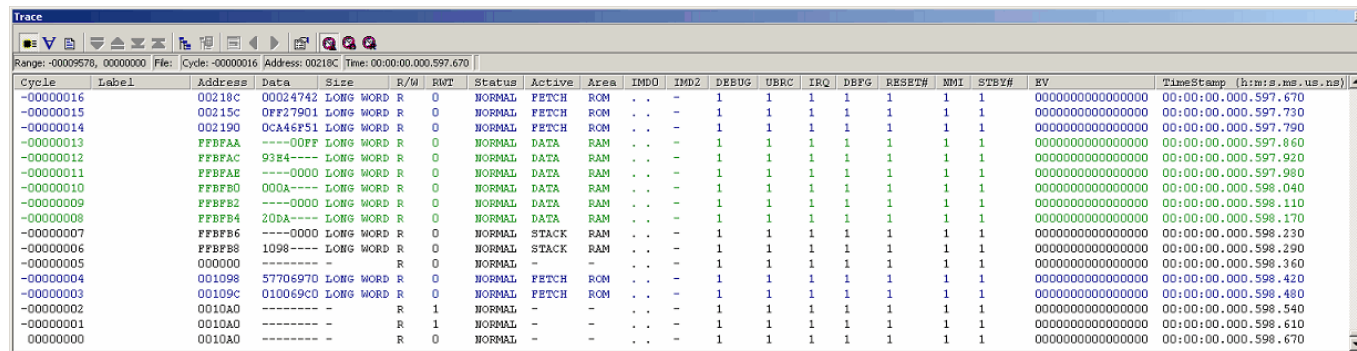 Trace
Range: -00009578, 00000000 File: Cycle: -00000016 Address: 00218C Time: 00:00:00.000.597.670
Cycle Label Address Data Size R/W RWT Status Active Area IMD0 IMD2 DEBUG UBRC IRQ DBFG RESET# NMI STBY# EV TimeStamp (h:m:s.ms.us.ns)
-00000016 00218C 00024742 LONG WORD R 0 NORMAL FETCH ROM . . - 1 1 1 1 1 1 1 0000000000000000 00:00:00.000.597.670
-00000015 00215C 0FF27901 LONG WORD R 0 NORMAL FETCH ROM . . - 1 1 1 1 1 1 1 0000000000000000 00:00:00.000.597.730
-00000014 002190 0CA46F51 LONG WORD R 0 NORMAL FETCH ROM . . - 1 1 1 1 1 1 1 0000000000000000 00:00:00.000.597.790
-00000013 FFBFAA ----00FF LONG WORD R 0 NORMAL DATA RAM . . - 1 1 1 1 1 1 1 0000000000000000 00:00:00.000.597.860
-00000012 FFBFAC 93E4---- LONG WORD R 0 NORMAL DATA RAM . . - 1 1 1 1 1 1 1 0000000000000000 00:00:00.000.597.920
-00000011 FFBFAE ----0000 LONG WORD R 0 NORMAL DATA RAM . . - 1 1 1 1 1 1 1 0000000000000000 00:00:00.000.597.980
-00000010 FFBFB0 000A---- LONG WORD R 0 NORMAL DATA RAM . . - 1 1 1 1 1 1 1 0000000000000000 00:00:00.000.598.040
-00000009 FFBFB2 ----0000 LONG WORD R 0 NORMAL DATA RAM . . - 1 1 1 1 1 1 1 0000000000000000 00:00:00.000.598.110
-00000008 FFBFB4 20DA---- LONG WORD R 0 NORMAL DATA RAM . . - 1 1 1 1 1 1 1 0000000000000000 00:00:00.000.598.170
-00000007 FFBFB6 ----0000 LONG WORD R 0 NORMAL STACK RAM . . - 1 1 1 1 1 1 1 0000000000000000 00:00:00.000.598.230
-00000006 FFBFB8 1098---- LONG WORD R 0 NORMAL STACK RAM . . - 1 1 1 1 1 1 1 0000000000000000 00:00:00.000.598.290
-00000005 000000 -------- - R 0 NORMAL - - . . - 1 1 1 1 1 1 1 0000000000000000 00:00:00.000.598.360
-00000004 001098 57706970 LONG WORD R 0 NORMAL FETCH ROM . . - 1 1 1 1 1 1 1 0000000000000000 00:00:00.000.598.420
-00000003 00109C 010069C0 LONG WORD R 0 NORMAL FETCH ROM . . - 1 1 1 1 1 1 1 0000000000000000 00:00:00.000.598.480
-00000002 0010A0 -------- - R 1 NORMAL - - . . - 1 1 1 1 1 1 1 0000000000000000 00:00:00.000.598.540
-00000001 0010A0 -------- - R 1 NORMAL - - . . - 1 1 1 1 1 1 1 0000000000000000 00:00:00.000.598.610
00000000 0010A0 -------- - R 0 NORMAL - - . . - 1 1 1 1 1 1 1 0000000000000000 00:00:00.000.598.670